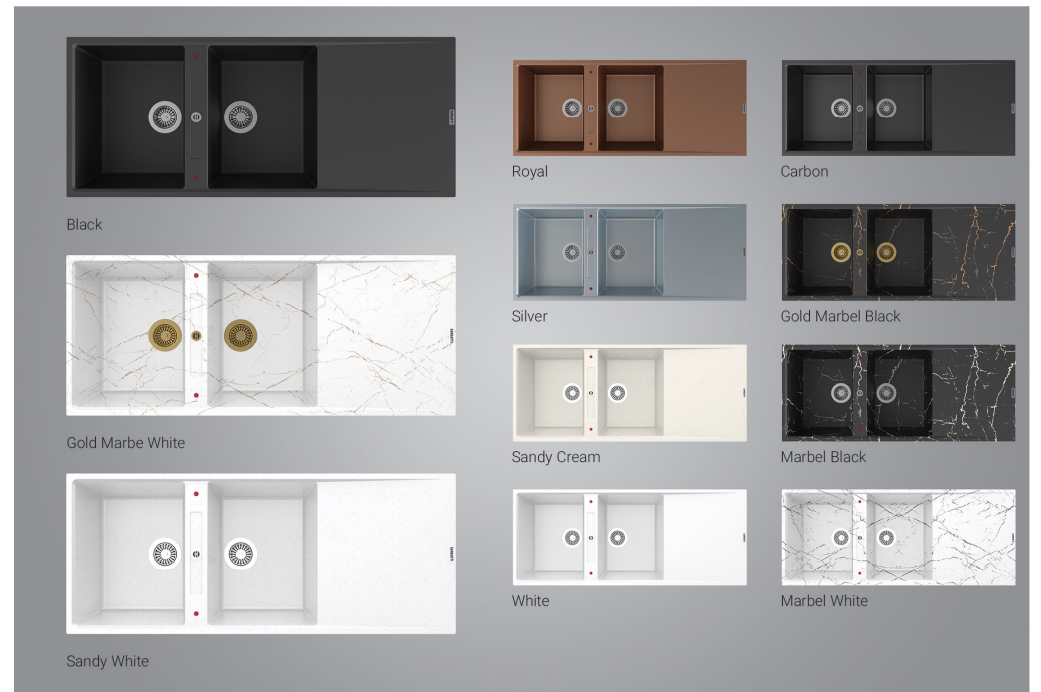 Black
Gold Marbe White
Sandy White
Royal
Silver
Sandy Cream
White
Carbon
Gold Marbel Black
Marbel Black
Marbel White